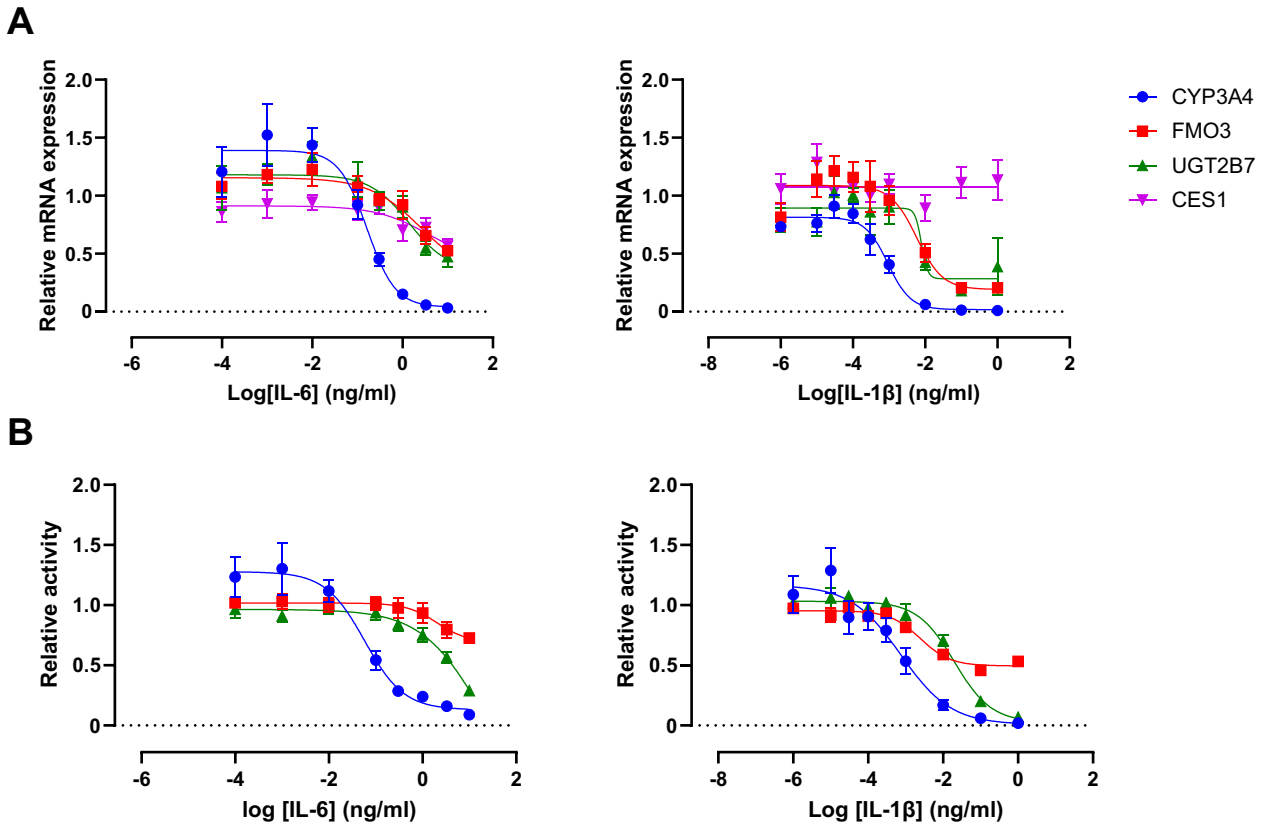 A
Relative mRNA expression
2.0
1.5
1.0
0.5
0
-6 -4 -2 0 2
Log[IL-6] (ng/ml)
Relative mRNA expression
2.0
1.5
1.0
0.5
0
-8 -6 -4 -2 0 2
Log[IL-1β] (ng/ml)
CYP3A4
FMO3
UGT2B7
CES1
B
Relative activity
2.0
1.5
1.0
0.5
0
-6 -4 -2 0 2
log [IL-6] (ng/ml)
Relative activity
2.0
1.5
1.0
0.5
0
-8 -6 -4 -2 0 2
Log [IL-1β] (ng/ml)